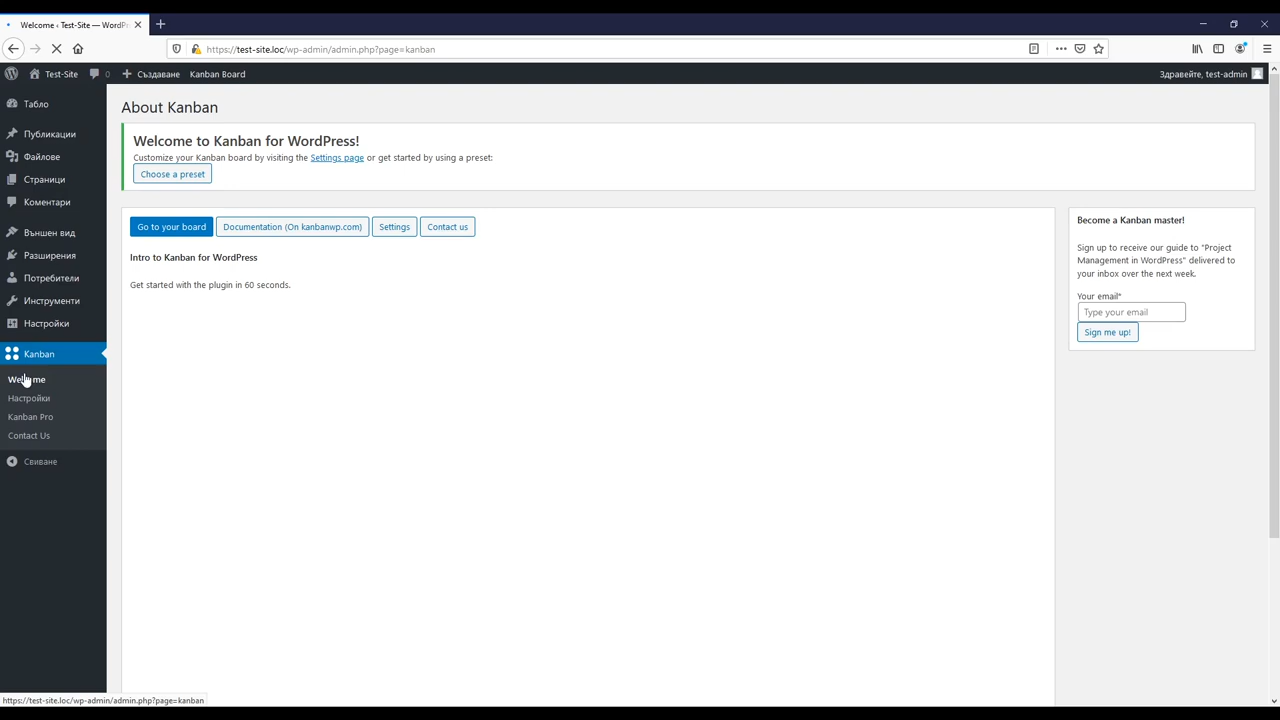 Welcome ‹ Test-Site — WordPr
https://test-site.loc/wp-admin/admin.php?page=kanban
Test-Site
0
Създаване
Kanban Board
Здравейте, test-admin
Табло
Публикации
Файлове
Страници
Коментари
Външен вид
Разширения
Потребители
Инструменти
Настройки
Kanban
Welcome
Настройки
Kanban Pro
Contact Us
Свиване
About Kanban
Welcome to Kanban for WordPress!
Customize your Kanban board by visiting the Settings page or get started by using a preset:
Choose a preset
Go to your board
Documentation (On kanbanwp.com)
Settings
Contact us
Intro to Kanban for WordPress
Get started with the plugin in 60 seconds.
Become a Kanban master!
Sign up to receive our guide to "Project
Management in WordPress" delivered to
your inbox over the next week.
Your email*
Type your email
Sign me up!
https://test-site.loc/wp-admin/admin.php?page=kanban